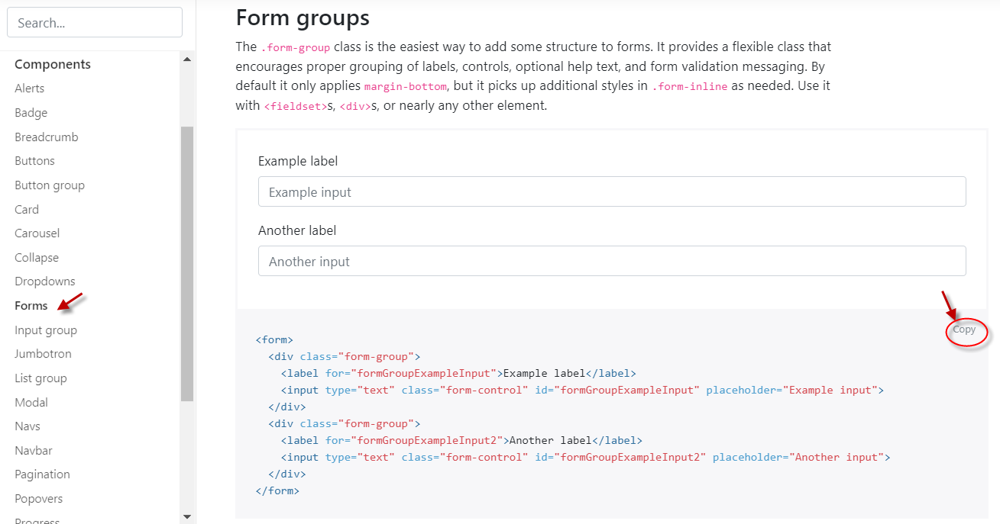 Search...
Components
Alerts
Badge
Breadcrumb
Buttons
Button group
Card
Carousel
Collapse
Dropdowns
Forms
Input group
Jumbotron
List group
Modal
Navs
Navbar
Pagination
Popovers
Progress
Form groups
The .form-group class is the easiest way to add some structure to forms. It provides a flexible class that
encourages proper grouping of labels, controls, optional help text, and form validation messaging. By
default it only applies margin-bottom, but it picks up additional styles in .form-inline as needed. Use it
with <fieldset>s, <div>s, or nearly any other element.
Example label
Example input
Another label
Another input
Copy
<form>
  <div class="form-group">
    <label for="formGroupExampleInput">Example label</label>
    <input type="text" class="form-control" id="formGroupExampleInput" placeholder="Example input">
  </div>
  <div class="form-group">
    <label for="formGroupExampleInput2">Another label</label>
    <input type="text" class="form-control" id="formGroupExampleInput2" placeholder="Another input">
  </div>
</form>